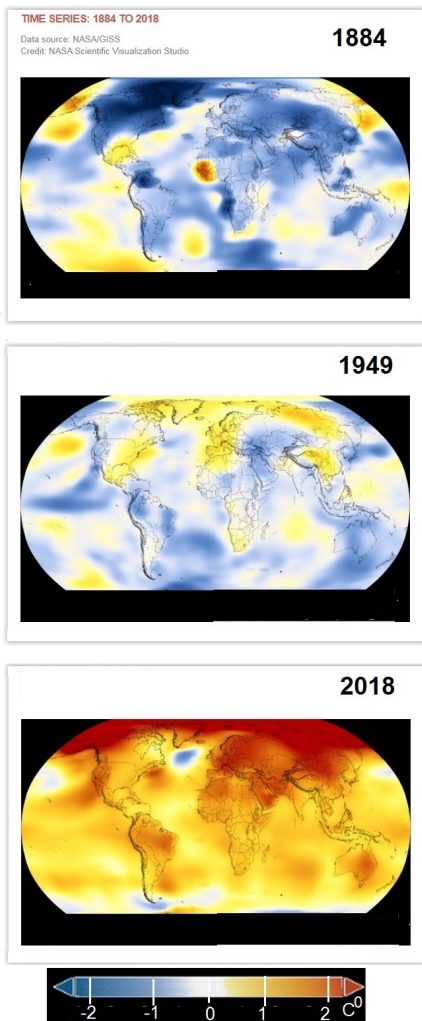 TIME SERIES: 1884 TO 2018
Data source: NASA/GISS
Credit: NASA Scientific Visualization Studio
1884
1949
2018
-2 -1 0 1 2 C⁰